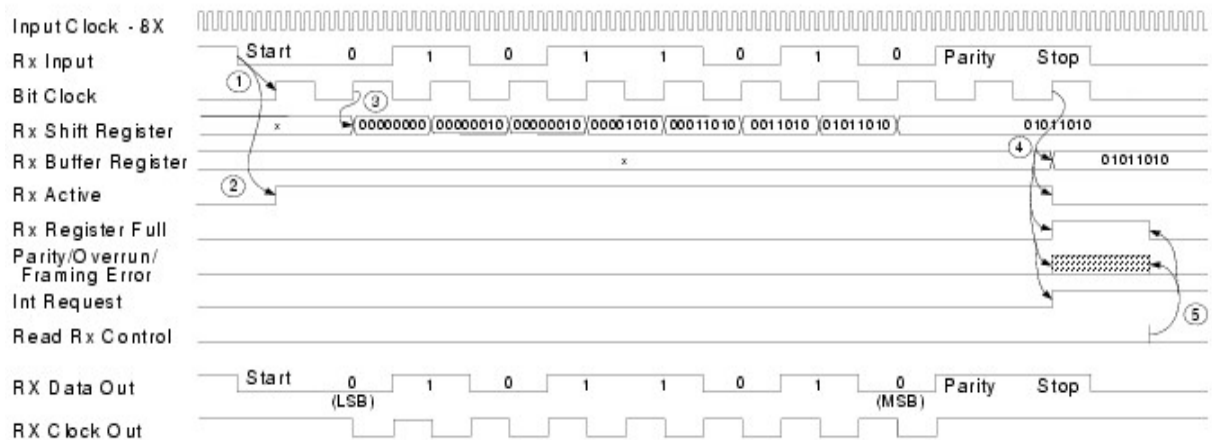 Input Clock - 8X
Rx Input Start 0 1 0 1 1 0 1 0 Parity Stop
1
Bit Clock
3
Rx Shift Register x 00000000 00000010 00000010 00001010 00011010 0011010 01011010 01011010
4
Rx Buffer Register x 01011010
2
Rx Active
Rx Register Full
Parity/Overrun/
Framing Error
Int Request
5
Read Rx Control
RX Data Out Start 0 1 0 1 1 0 1 0 Parity Stop
(LSB) (MSB)
RX Clock Out